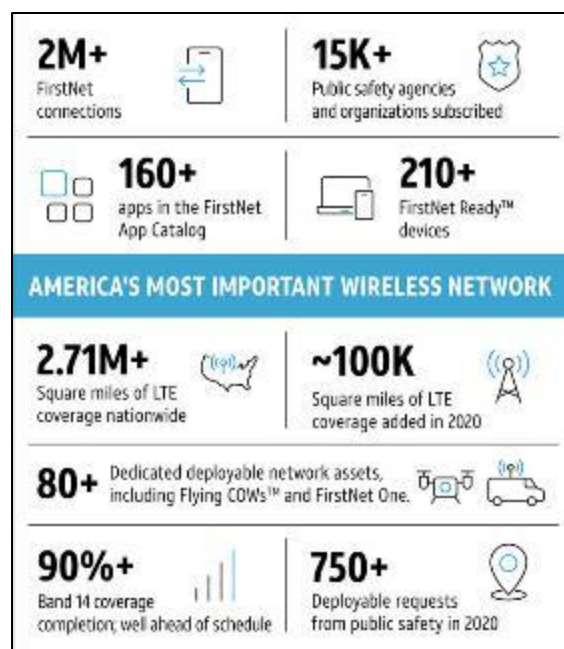 2M+
FirstNet
connections
15K+
Public safety agencies
and organizations subscribed
160+
apps in the FirstNet
App Catalog
210+
FirstNet Ready™
devices
AMERICA'S MOST IMPORTANT WIRELESS NETWORK
2.71M+
Square miles of LTE
coverage nationwide
~100K
Square miles of LTE
coverage added in 2020
80+ Dedicated deployable network assets,
including Flying COWs™ and FirstNet One.
90%+
Band 14 coverage
completion; well ahead of schedule
750+
Deployable requests
from public safety in 2020